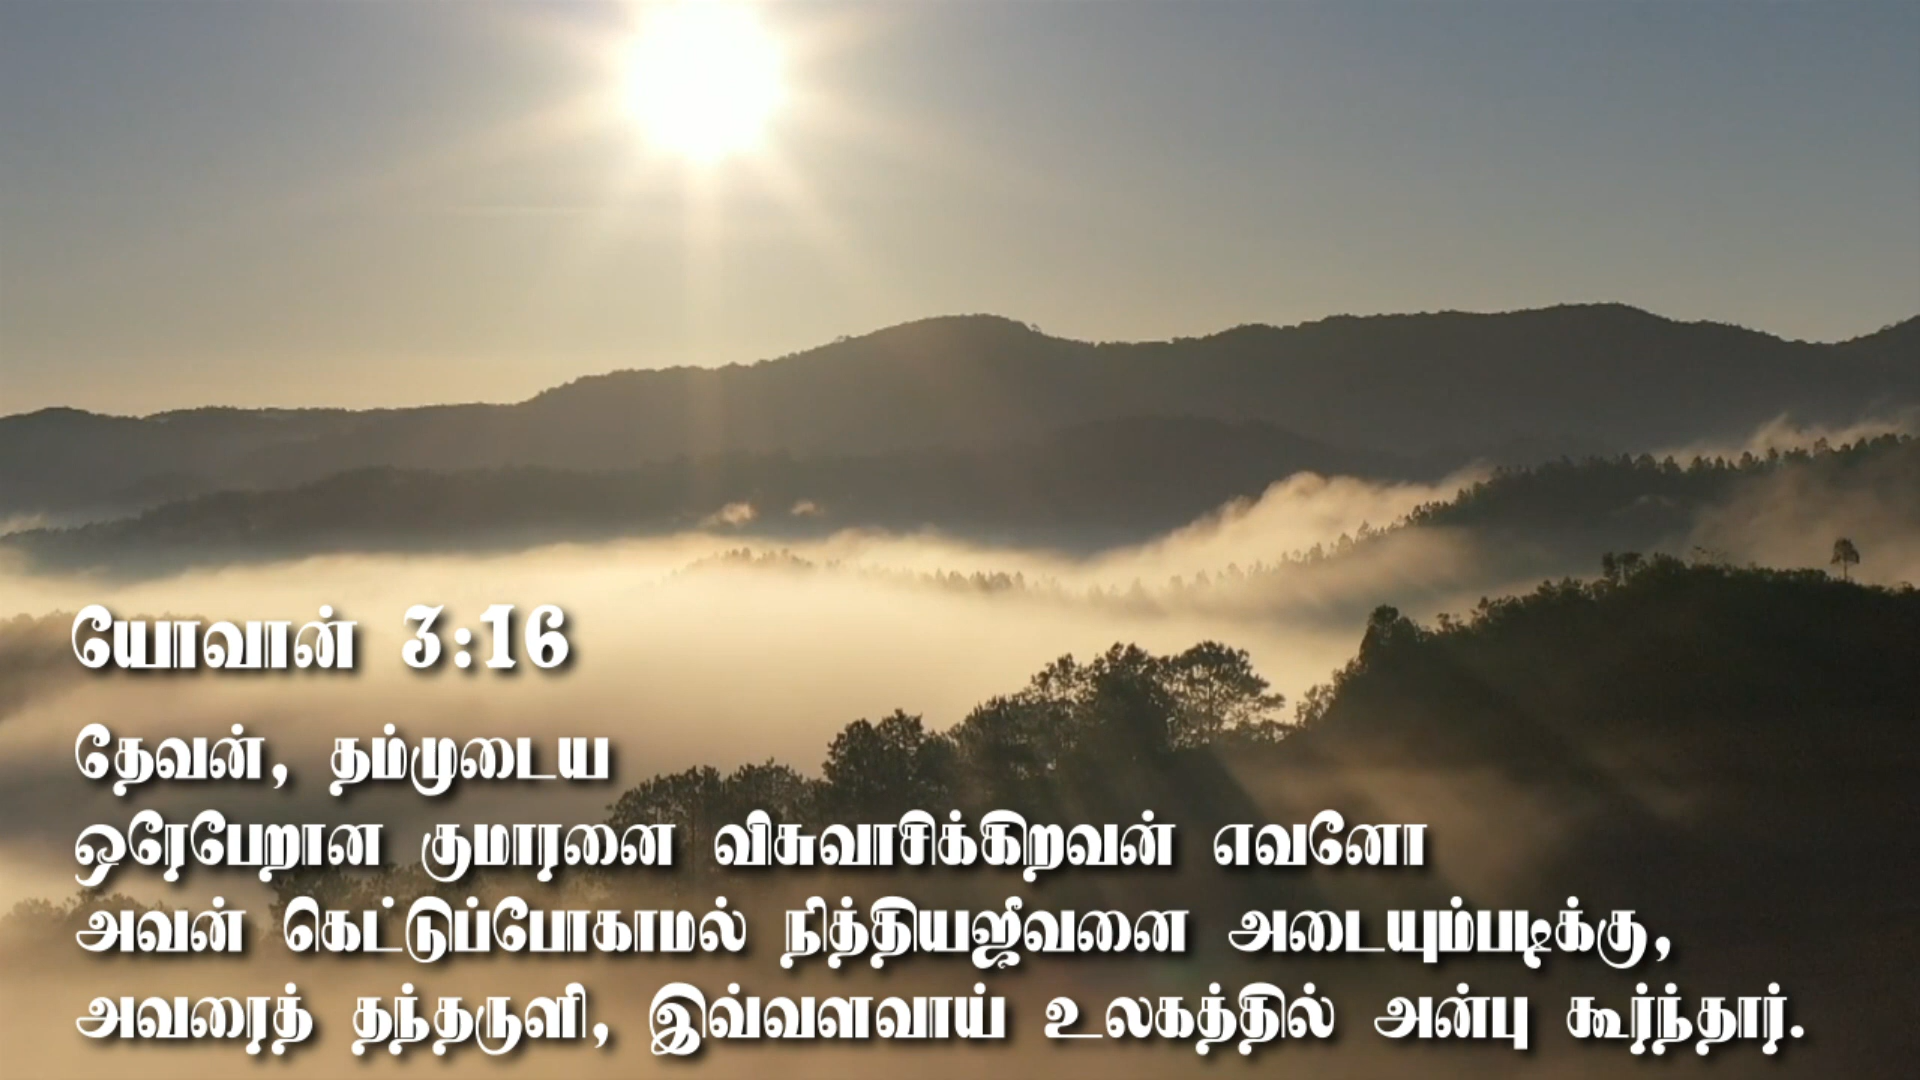 யோவான் 3:16
தேவன், தம்முடைய
ஒரேபேறான குமாரனை விசுவாசிக்கிறவன் எவனோ
அவன் கெட்டுப்போகாமல் நித்தியஜீவனை அடையும்படிக்கு,
அவரைத் தந்தருளி, இவ்வளவாய் உலகத்தில் அன்பு கூர்ந்தார்.